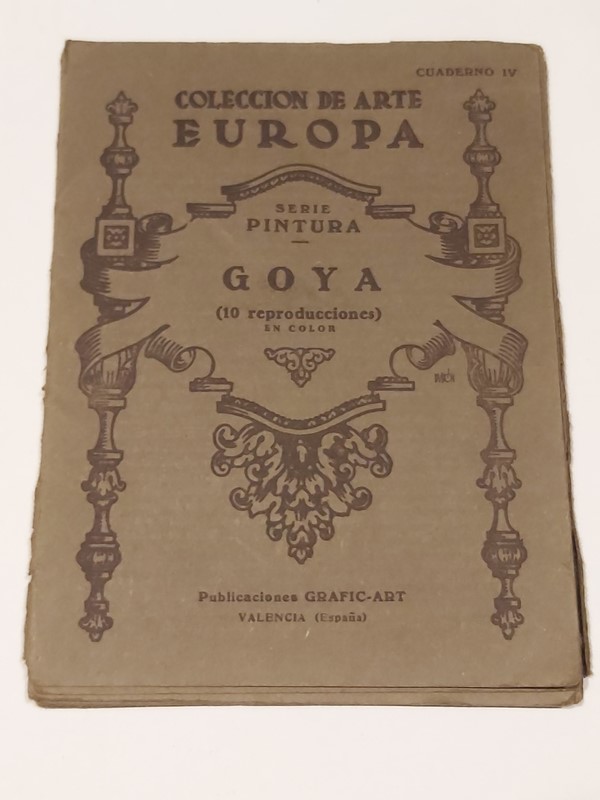 CUADERNO IV
COLECCION DE ARTE
EUROPA
SERIE
PINTURA
GOYA
(10 reproducciones)
EN COLOR
Publicaciones GRAFIC-ART
VALENCIA (España)